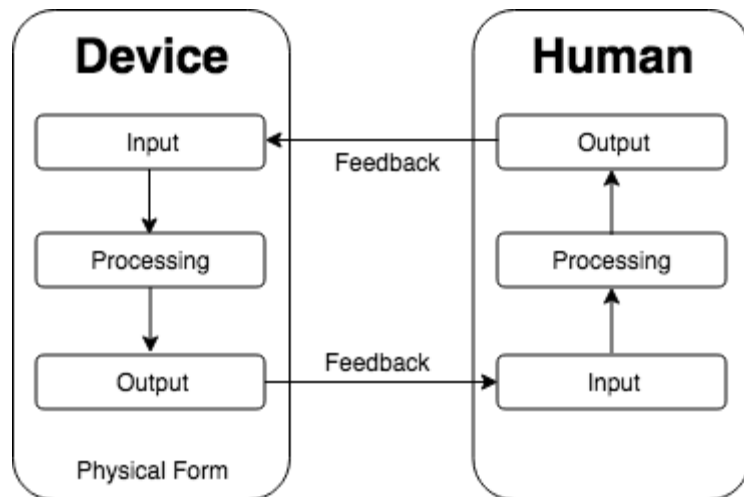 Device
Human
Input
Output
Feedback
Processing
Processing
Feedback
Output
Input
Physical Form